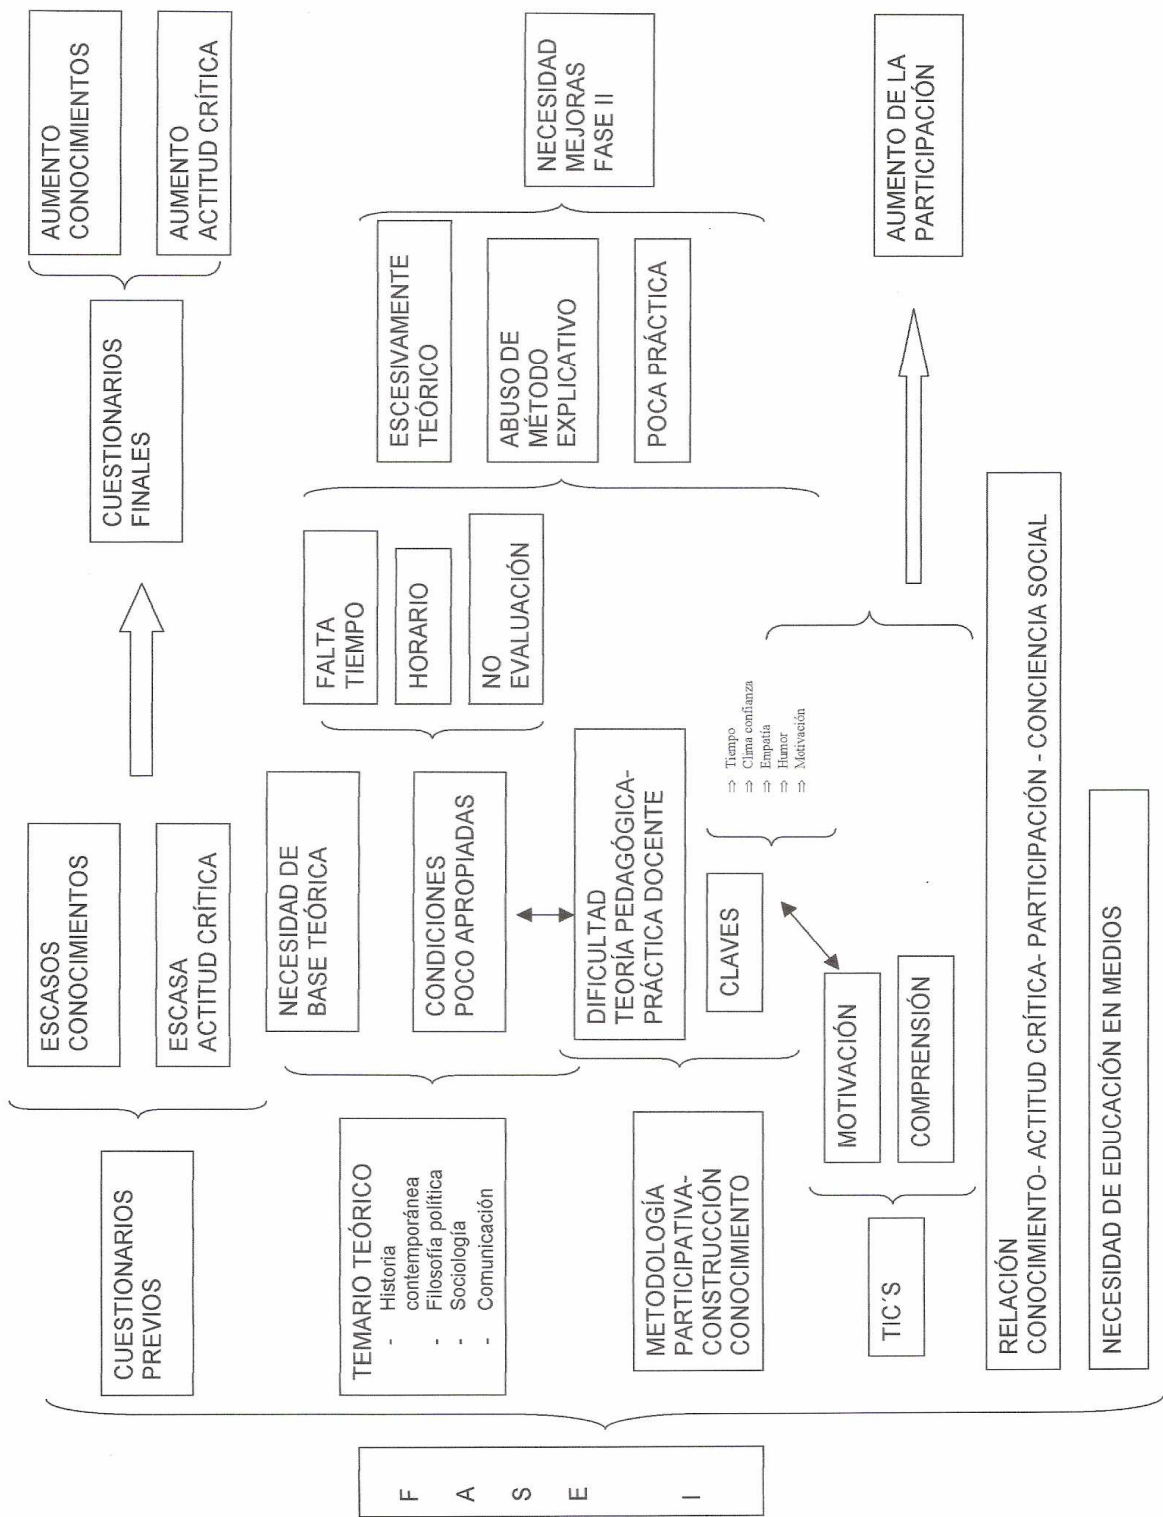 F
A
S
E
I
CUESTIONARIOS
PREVIOS
ESCASOS
CONOCIMIENTOS
ESCASA
ACTITUD CRÍTICA
CUESTIONARIOS
FINALES
AUMENTO
CONOCIMIENTOS
AUMENTO
ACTITUD CRÍTICA
TEMARIO TEÓRICO
- Historia
contemporánea
- Filosofía política
- Sociología
- Comunicación
NECESIDAD DE
BASE TEÓRICA
CONDICIONES
POCO APROPIADAS
FALTA
TIEMPO
HORARIO
NO
EVALUACIÓN
ESCESIVAMENTE
TEÓRICO
ABUSO DE
MÉTODO
EXPLICATIVO
POCA PRÁCTICA
NECESIDAD
MEJORAS
FASE II
METODOLOGÍA
PARTICIPATIVA-
CONSTRUCCIÓN
CONOCIMIENTO
DIFICULTAD
TEORÍA PEDAGÓGICA-
PRÁCTICA DOCENTE
CLAVES
⇒ Tiempo
⇒ Clima confianza
⇒ Empatía
⇒ Humor
⇒ Motivación
TIC´S
MOTIVACIÓN
COMPRENSIÓN
AUMENTO DE LA
PARTICIPACIÓN
RELACIÓN
CONOCIMIENTO- ACTITUD CRÍTICA- PARTICIPACIÓN - CONCIENCIA SOCIAL
NECESIDAD DE EDUCACIÓN EN MEDIOS